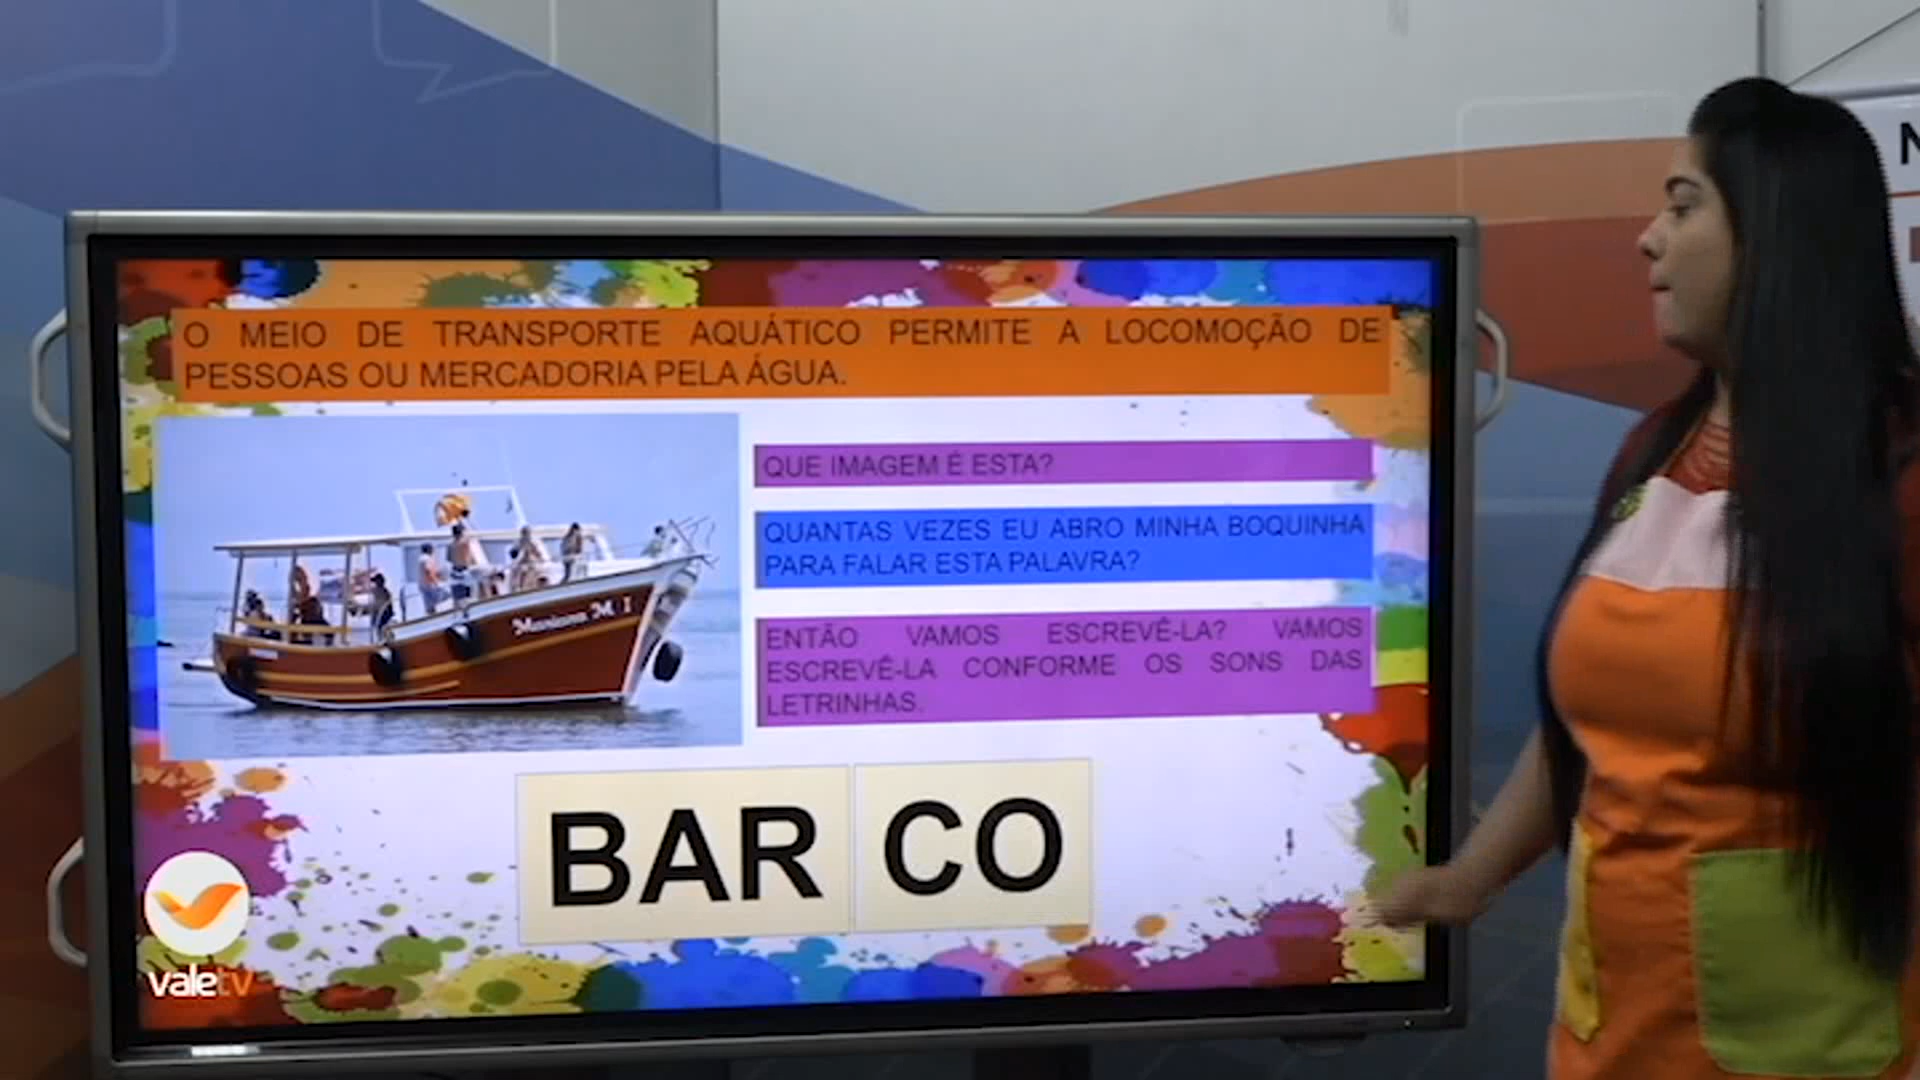 O MEIO DE TRANSPORTE AQUÁTICO PERMITE A LOCOMOÇÃO DE
PESSOAS OU MERCADORIA PELA ÁGUA.
QUE IMAGEM É ESTA?
QUANTAS VEZES EU ABRO MINHA BOQUINHA
PARA FALAR ESTA PALAVRA?
ENTÃO VAMOS ESCREVÊ-LA? VAMOS
ESCREVÊ-LA CONFORME OS SONS DAS
LETRINHAS.
BAR CO
valetv
N